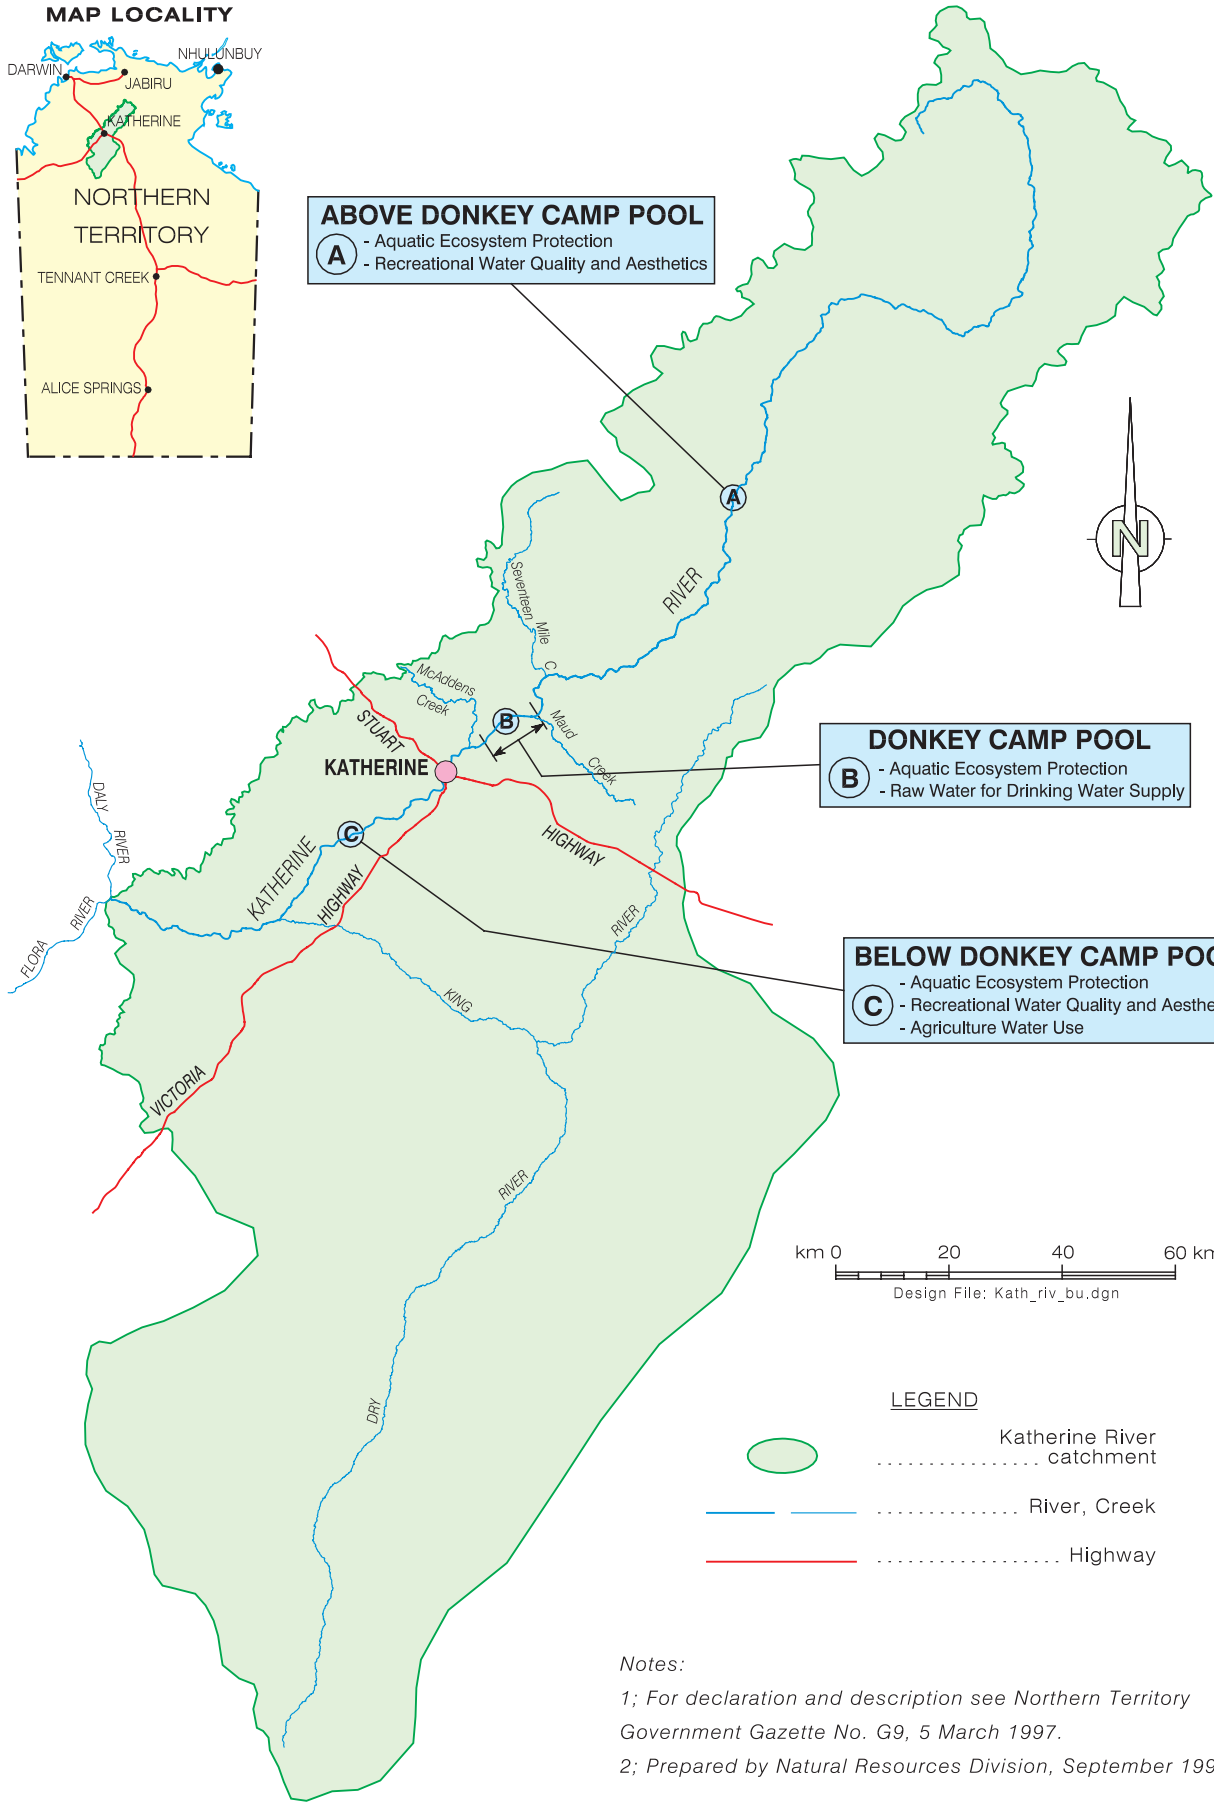 MAP LOCALITY
NHULUNBUY
DARWIN
JABIRU
KATHERINE
NORTHERN
TERRITORY
TENNANT CREEK
ALICE SPRINGS
ABOVE DONKEY CAMP POOL
A
- Aquatic Ecosystem Protection
- Recreational Water Quality and Aesthetics
A
N
RIVER
Seventeen Mile C
McAddens
Creek
B
Maud
Creek
STUART
KATHERINE
HIGHWAY
DONKEY CAMP POOL
B
- Aquatic Ecosystem Protection
- Raw Water for Drinking Water Supply
DALY
RIVER
C
KATHERINE
HIGHWAY
RIVER
FLORA
RIVER
KING
BELOW DONKEY CAMP POO
C
- Aquatic Ecosystem Protection
- Recreational Water Quality and Aesthe
- Agriculture Water Use
VICTORIA
RIVER
DRY
km 0 20 40 60 km
Design File: Kath_riv_bu.dgn
LEGEND
Katherine River
................ catchment
.............. River, Creek
.................. Highway
Notes:
1; For declaration and description see Northern Territory
Government Gazette No. G9, 5 March 1997.
2; Prepared by Natural Resources Division, September 199